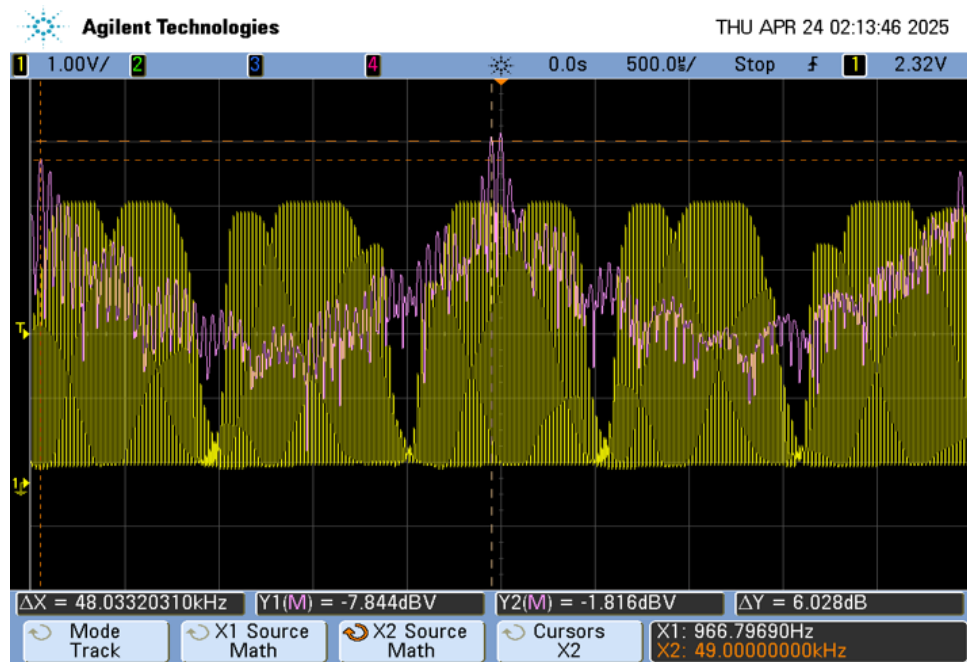 Agilent Technologies THU APR 24 02:13:46 2025
1 1.00V/ 2 3 4 0.0s 500.0µ/ Stop 1 2.32V
T
1
ΔX = 48.03320310kHz Y1(M) = -7.844dBV Y2(M) = -1.816dBV ΔY = 6.028dB
Mode X1 Source X2 Source Cursors X1: 966.79690Hz
Track Math Math X2 X2: 49.00000000kHz